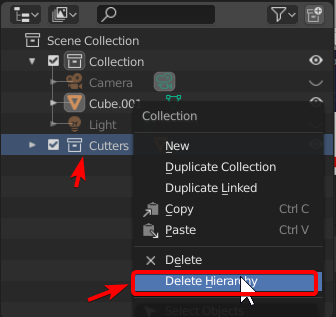 Scene Collection
Collection
Camera
Cube.00
Light
Cutters
Collection
New
Duplicate Collection
Duplicate Linked
Copy Ctrl C
Paste Ctrl V
Delete
Delete Hierarchy
Select Objects